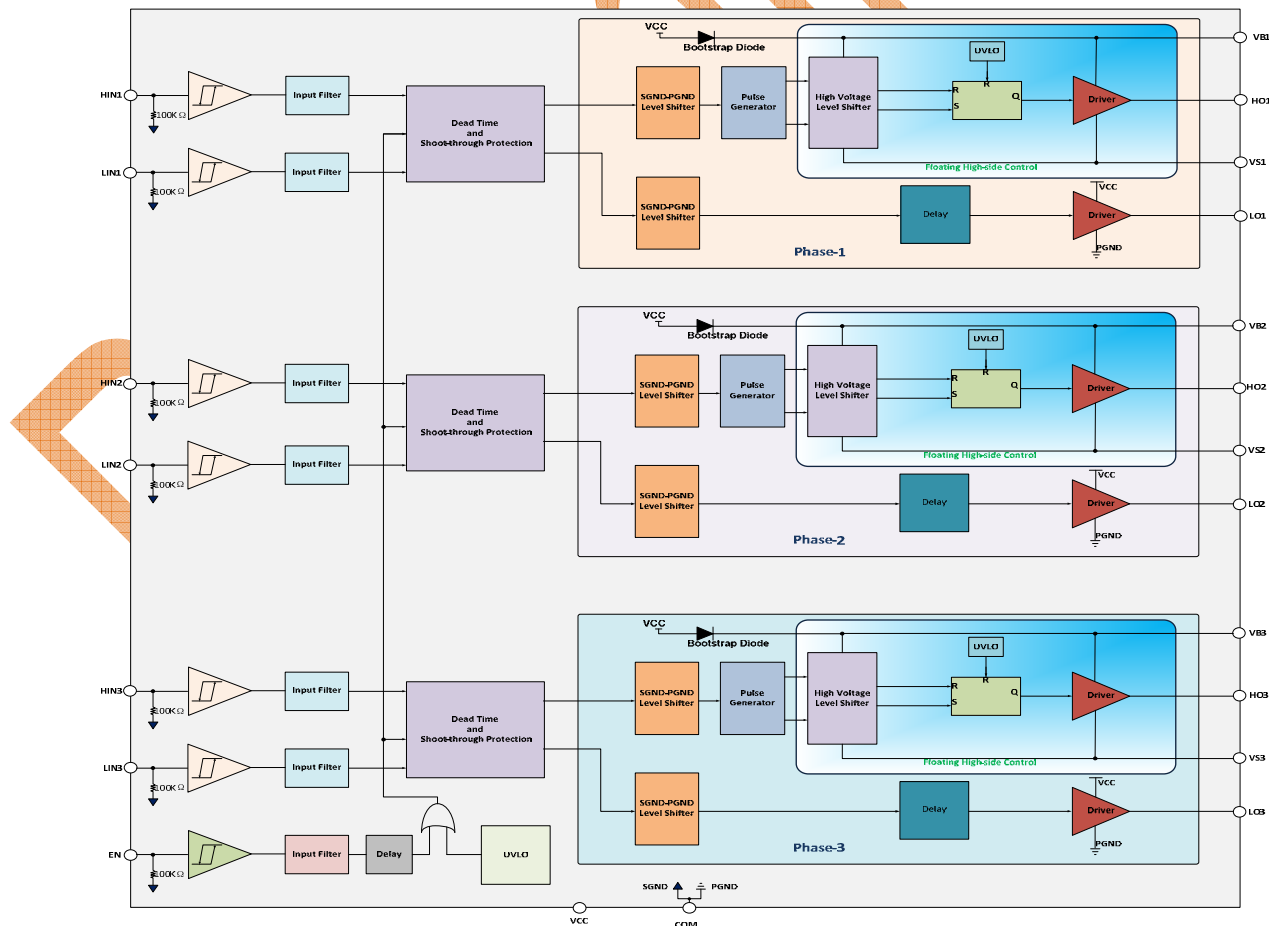 VCC
Bootstrap Diode
VB1
UVLO
HIN1
100KΩ
Input Filter
Dead Time
and
Shoot-through Protection
SGND-PGND
Level Shifter
Pulse
Generator
High Voltage
Level Shifter
R
R
S
Q
Driver
HO1
Floating High-side Control
VS1
LIN1
100KΩ
Input Filter
SGND-PGND
Level Shifter
Delay
VCC
Driver
PGND
LO1
Phase-1
VCC
Bootstrap Diode
VB2
UVLO
HIN2
100KΩ
Input Filter
Dead Time
and
Shoot-through Protection
SGND-PGND
Level Shifter
Pulse
Generator
High Voltage
Level Shifter
R
R
S
Q
Driver
HO2
Floating High-side Control
VS2
LIN2
100KΩ
Input Filter
SGND-PGND
Level Shifter
Delay
VCC
Driver
PGND
LO2
Phase-2
VCC
Bootstrap Diode
VB3
UVLO
HIN3
100KΩ
Input Filter
Dead Time
and
Shoot-through Protection
SGND-PGND
Level Shifter
Pulse
Generator
High Voltage
Level Shifter
R
R
S
Q
Driver
HO3
Floating High-side Control
VS3
LIN3
100KΩ
Input Filter
SGND-PGND
Level Shifter
Delay
VCC
Driver
PGND
LO3
Phase-3
EN
100KΩ
Input Filter
Delay
UVLO
SGND
PGND
VCC
COM